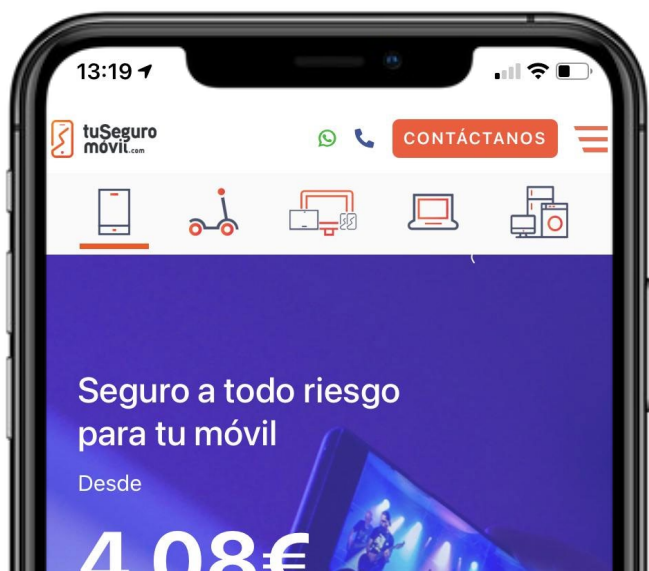 13:19
tuSeguro
móvil.com
CONTÁCTANOS
Seguro a todo riesgo
para tu móvil
Desde
4,08€